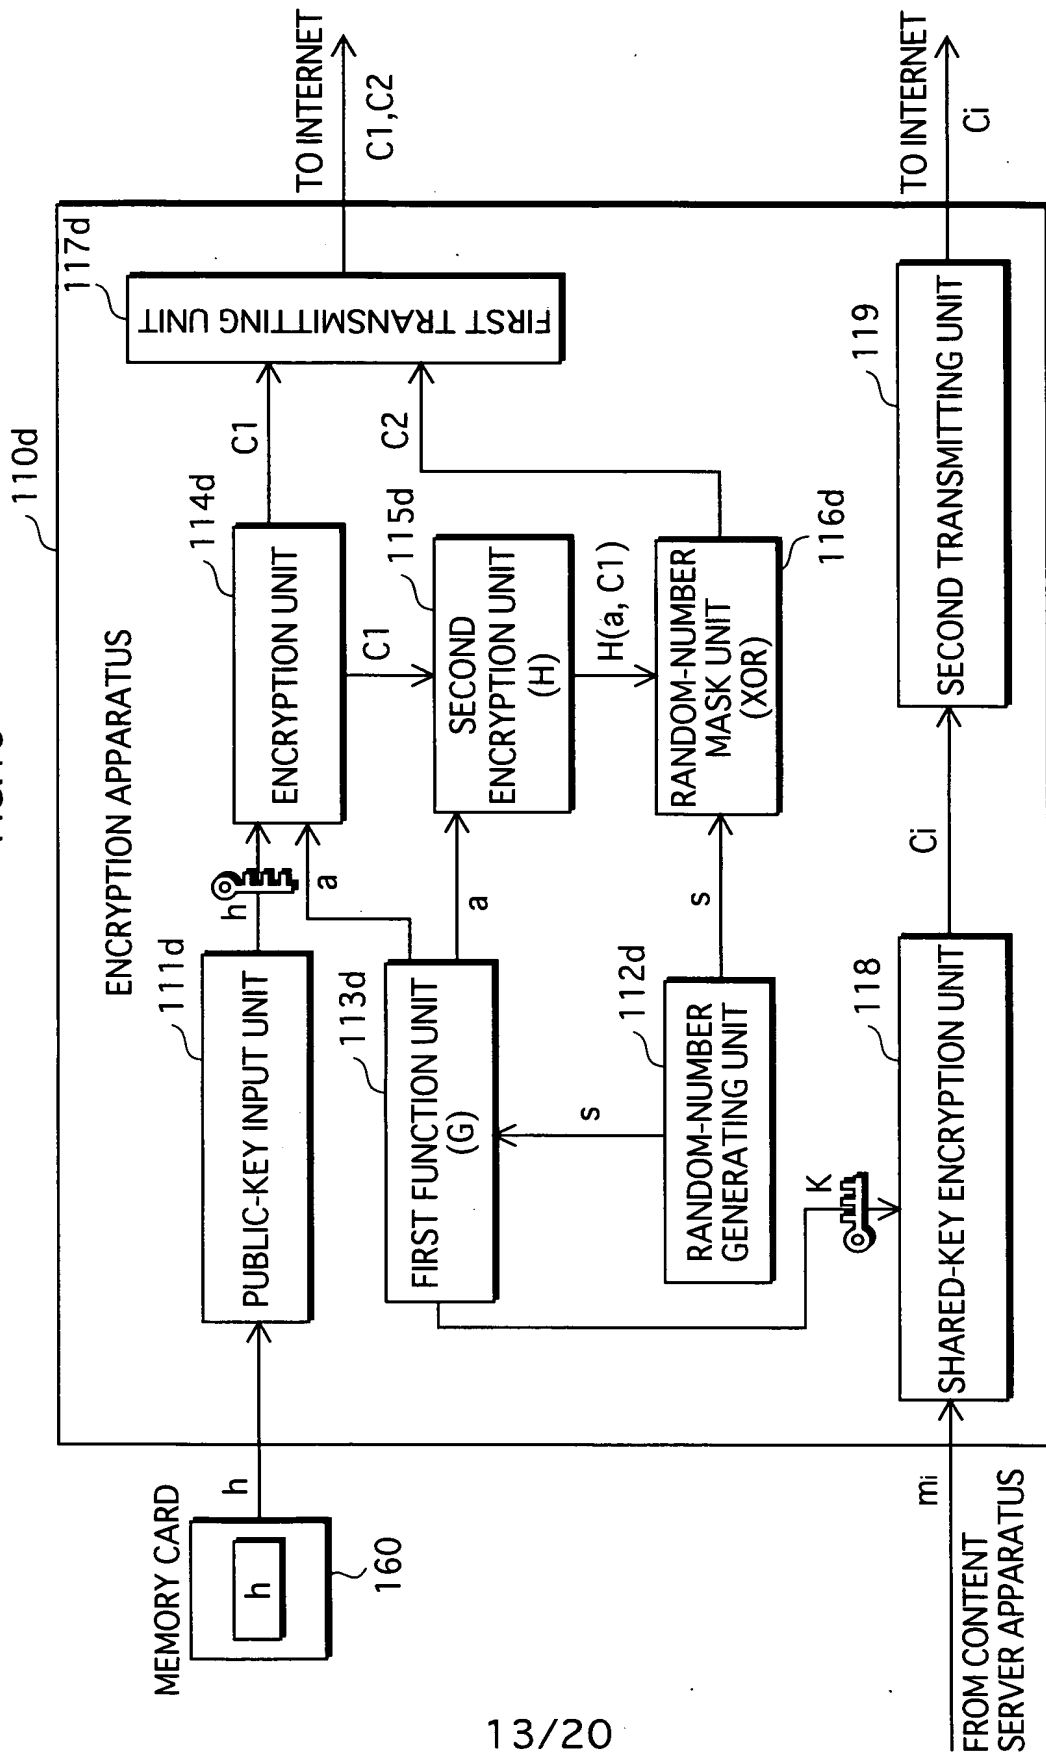 110d
ENCRYPTION APPARATUS
MEMORY CARD
h
160
h
111d
PUBLIC-KEY INPUT UNIT
h
a
114d
ENCRYPTION UNIT
C1
117d
FIRST TRANSMITTING UNIT
TO INTERNET
C1,C2
113d
FIRST FUNCTION UNIT
(G)
a
C1
115d
SECOND
ENCRYPTION UNIT
(H)
C2
s
H(a, C1)
112d
RANDOM-NUMBER
GENERATING UNIT
s
116d
RANDOM-NUMBER
MASK UNIT
(XOR)
K
FROM CONTENT
SERVER APPARATUS
mi
118
SHARED-KEY ENCRYPTION UNIT
Ci
119
SECOND TRANSMITTING UNIT
TO INTERNET
Ci
13/20